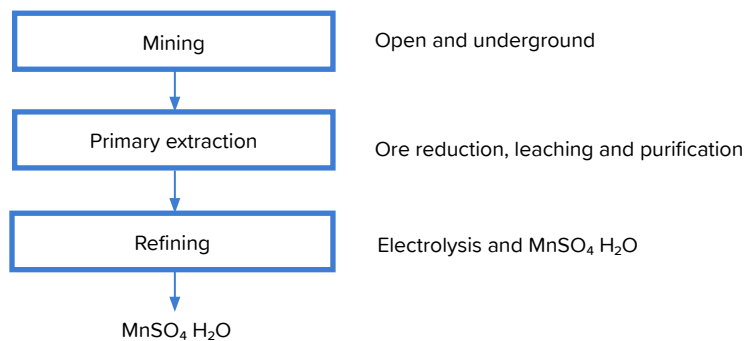 Mining
Open and underground
Primary extraction
Ore reduction, leaching and purification
Refining
Electrolysis and MnSO₄ H₂O
MnSO₄ H₂O